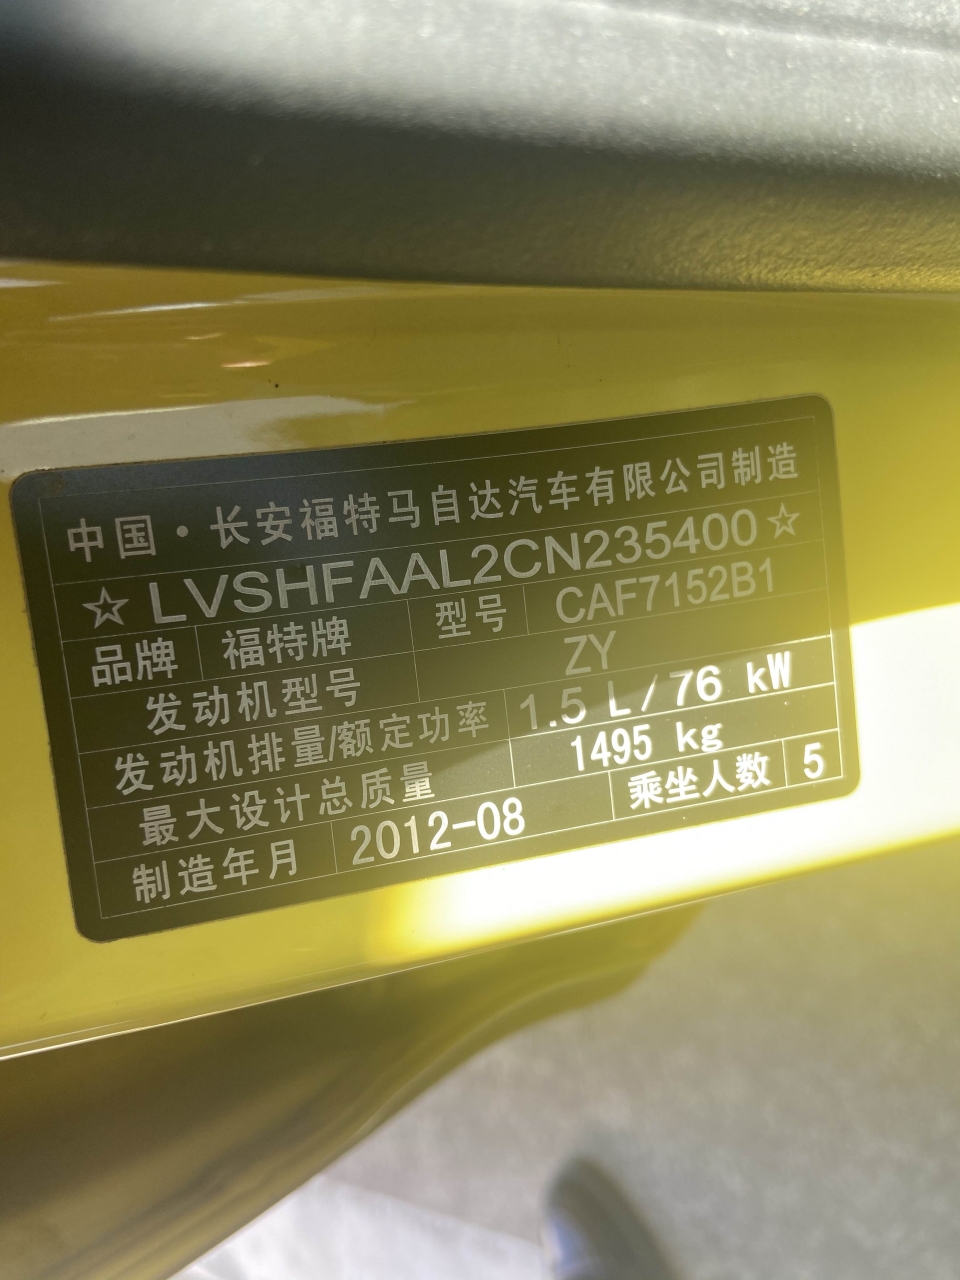 中国·长安福特马自达汽车有限公司制造
☆LVSHFAAL2CN235400☆
品牌 福特牌 型号 CAF7152B1
发动机型号 ZY
发动机排量/额定功率 1.5 L/76 kW
最大设计总质量 1495 kg
制造年月 2012-08 乘坐人数 5